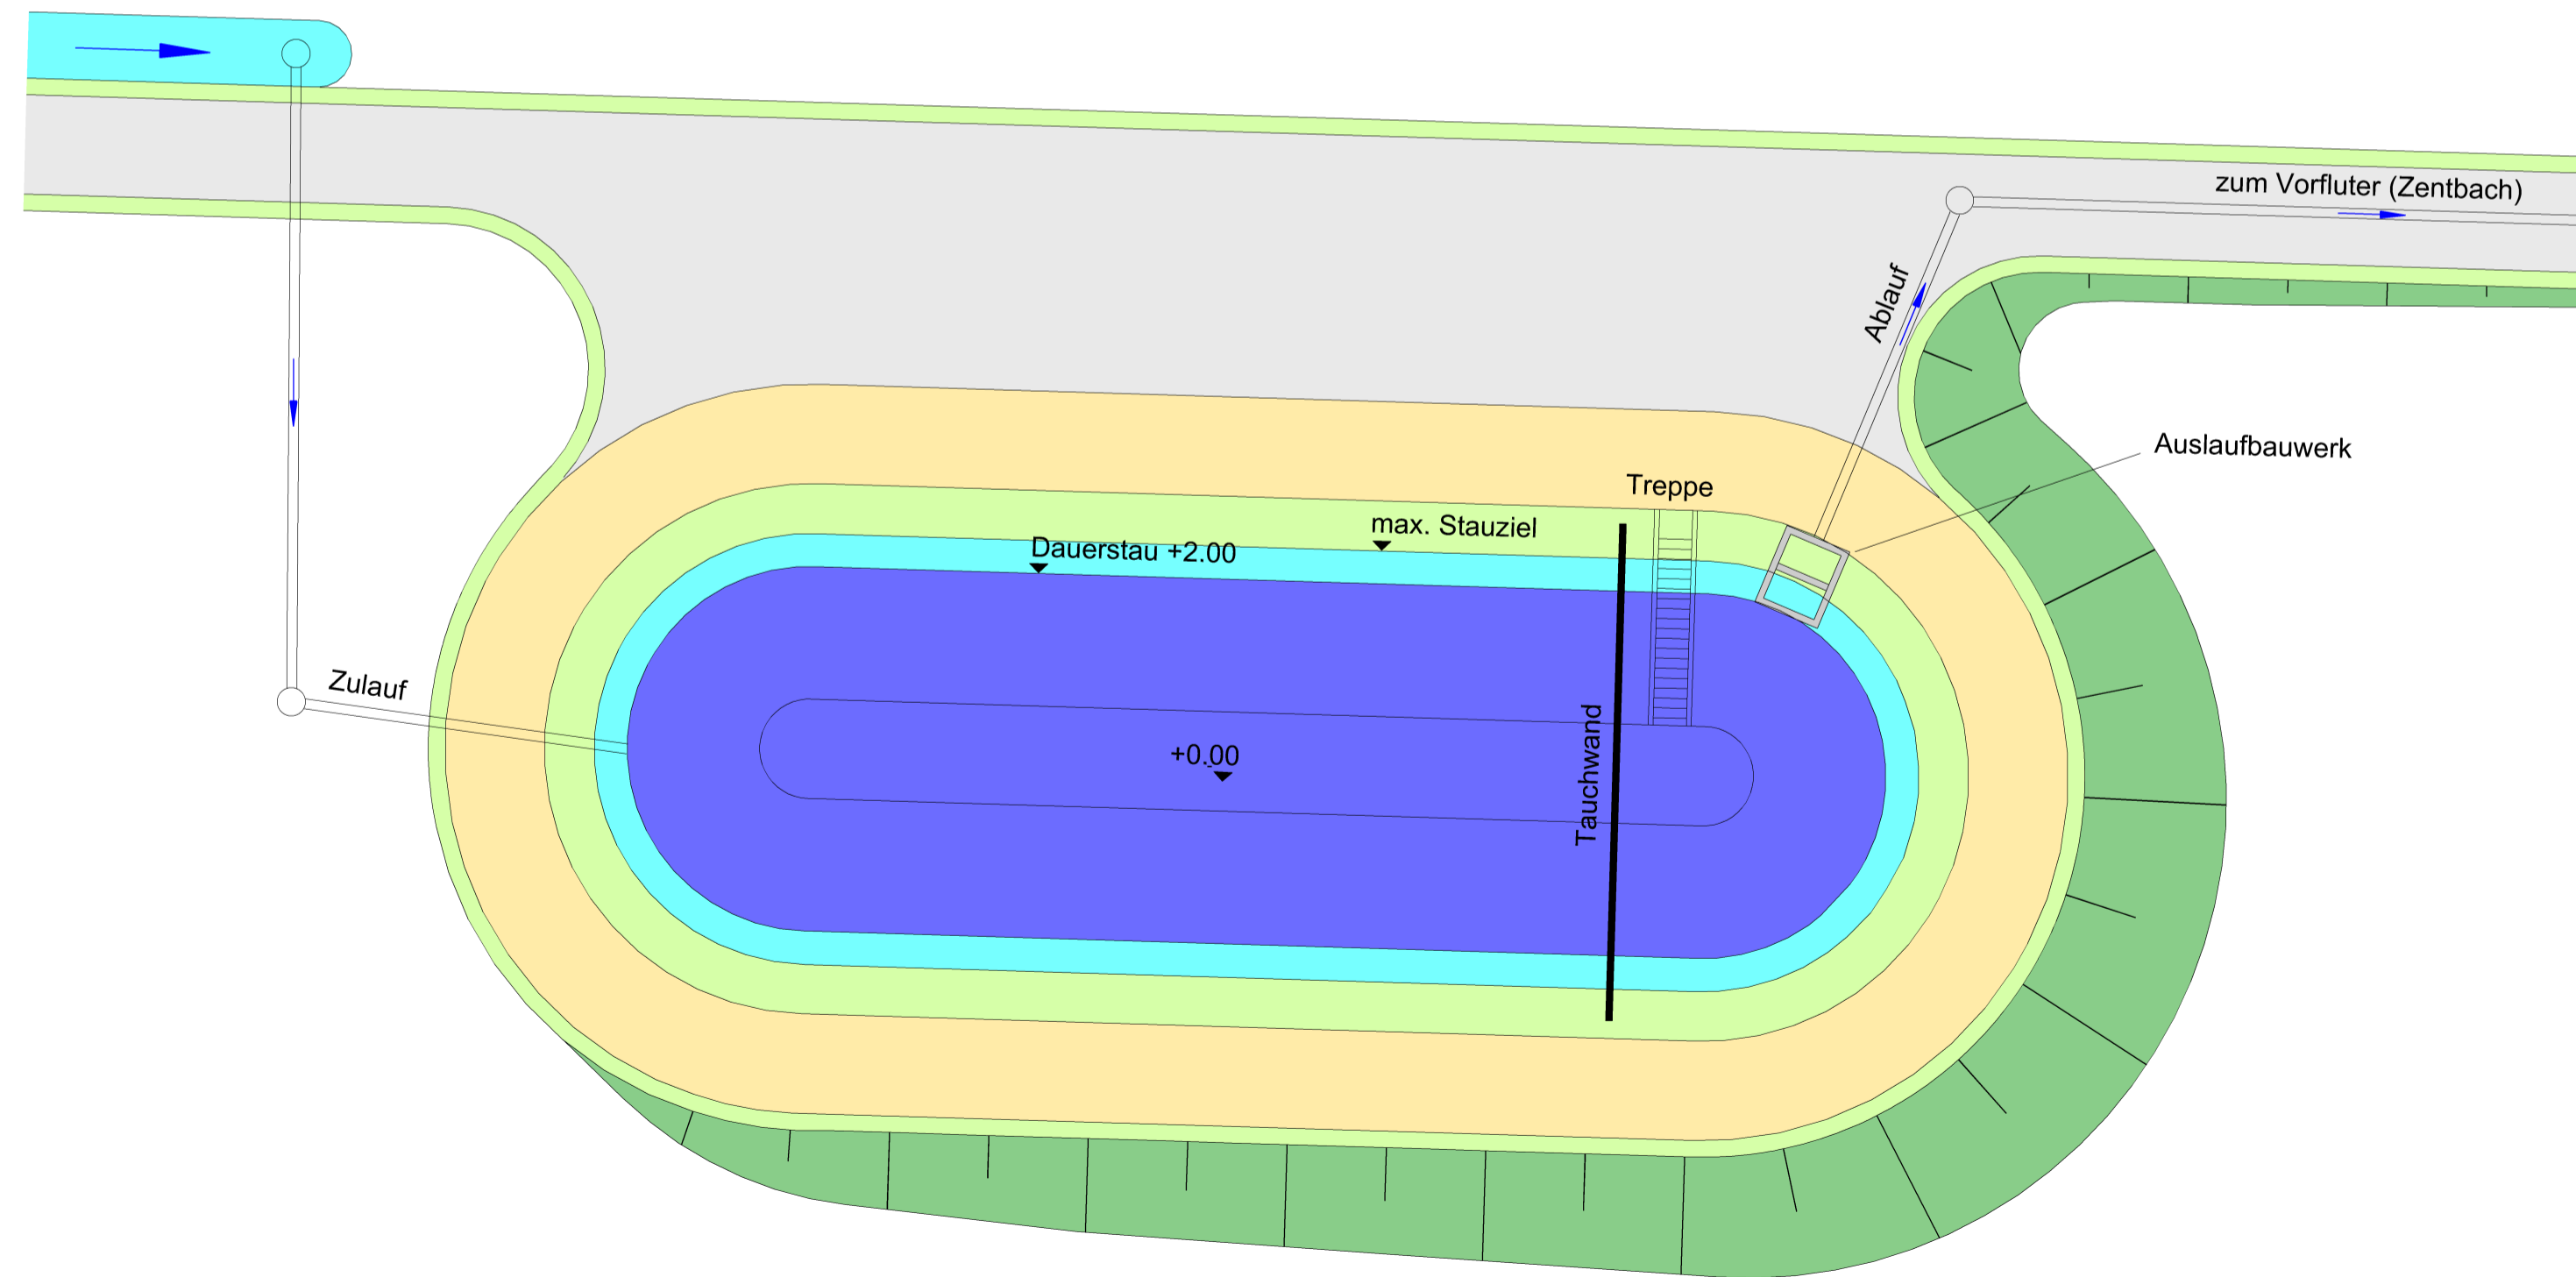 zum Vorfluter (Zentbach)
Ablauf
Auslaufbauwerk
Treppe
max. Stauziel
Dauerstau +2.00
Zulauf
Tauchwand
+0.00